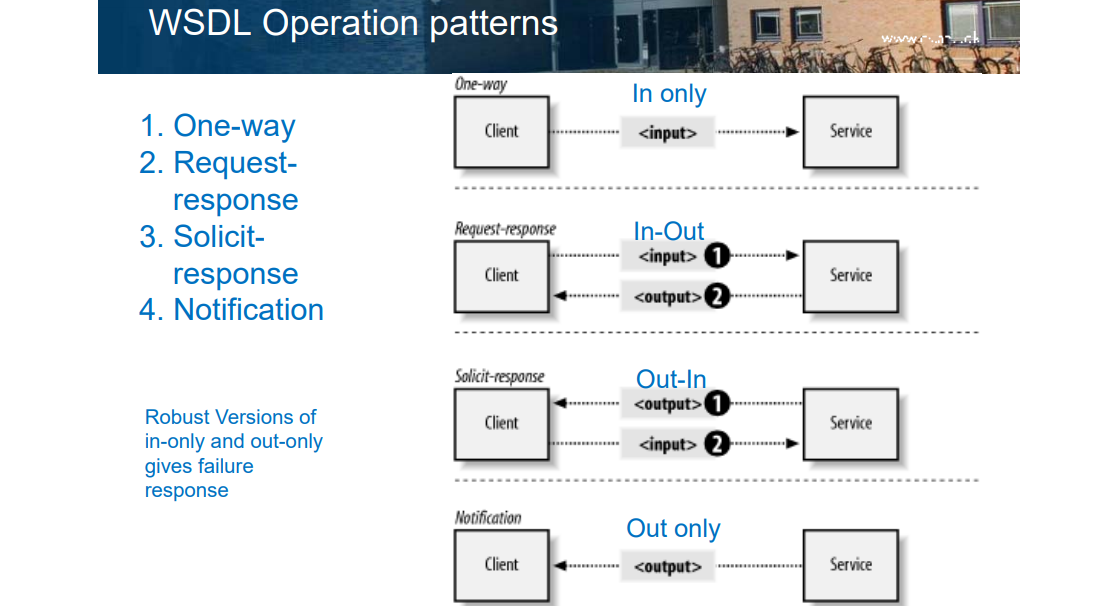 WSDL Operation patterns
1. One-way
2. Request-
response
3. Solicit-
response
4. Notification
Robust Versions of
in-only and out-only
gives failure
response
One-way
In only
Client
<input>
Service
Request-response
In-Out
Client
<input> 1
<output> 2
Service
Solicit-response
Out-In
Client
<output> 1
<input> 2
Service
Notification
Out only
Client
<output>
Service